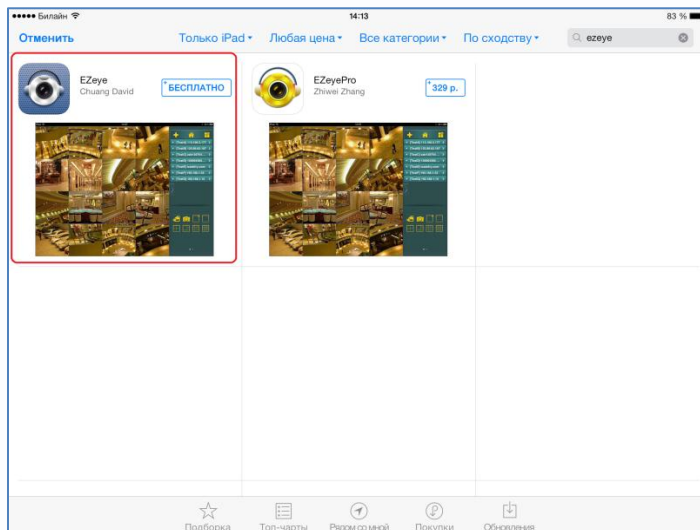 Билайн 14:13 83 %
Отменить Только iPad Любая цена Все категории По сходству ezeye
EZeye
Chuang David
БЕСПЛАТНО
EZeyePro
Zhiwei Zhang
329 р.
Подборка Топ-чарты Рядом со мной Покупки Обновления